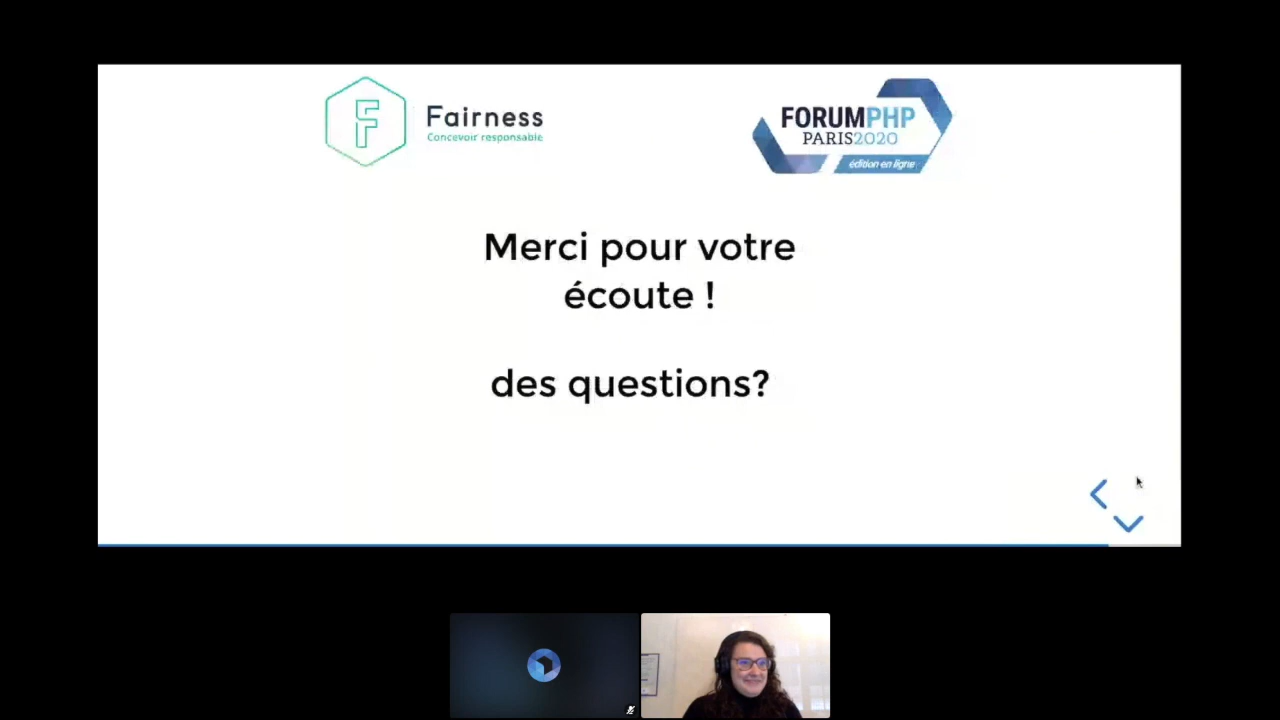 Fairness
Concevoir responsable
FORUMPHP
PARIS2020
édition en ligne
Merci pour votre
écoute !
des questions?